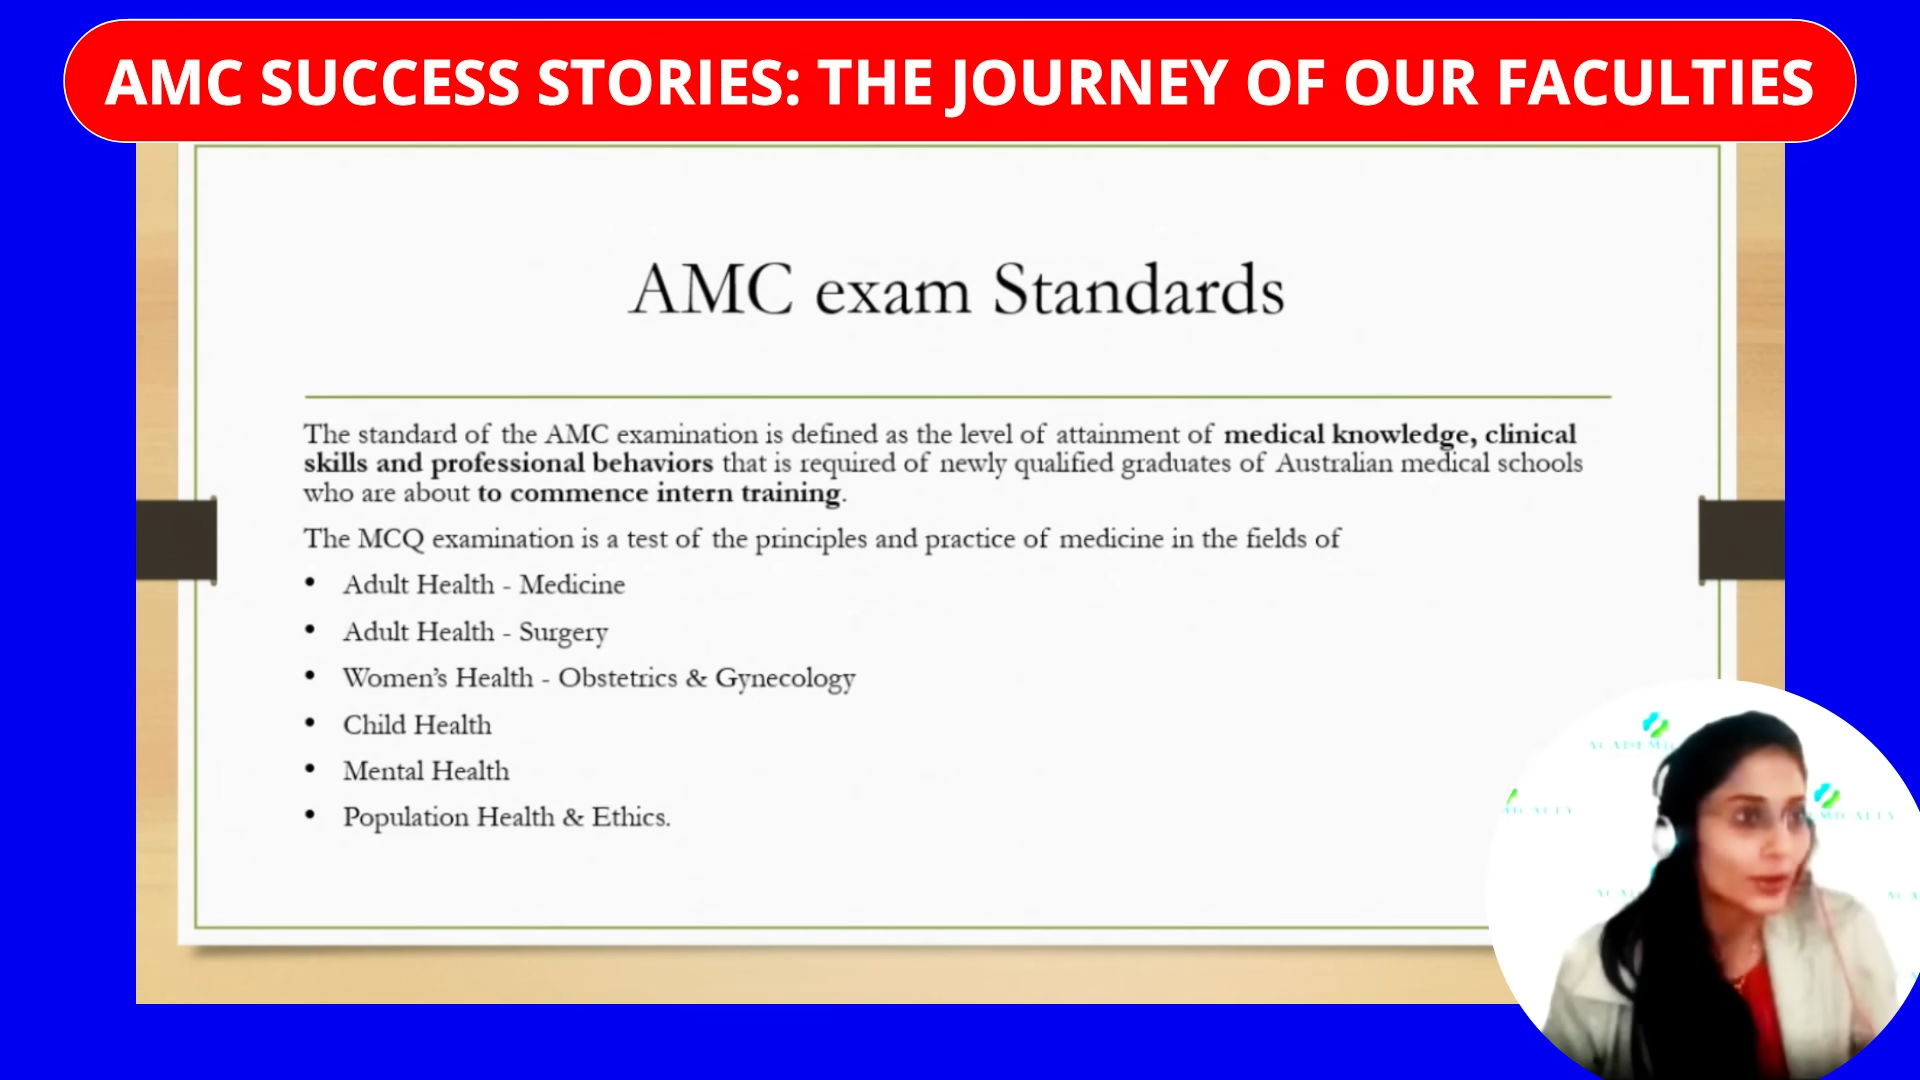 AMC SUCCESS STORIES: THE JOURNEY OF OUR FACULTIES
AMC exam Standards
The standard of the AMC examination is defined as the level of attainment of medical knowledge, clinical
skills and professional behaviors that is required of newly qualified graduates of Australian medical schools
who are about to commence intern training.
The MCQ examination is a test of the principles and practice of medicine in the fields of
• Adult Health - Medicine
• Adult Health - Surgery
• Women's Health - Obstetrics & Gynecology
• Child Health
• Mental Health
• Population Health & Ethics.